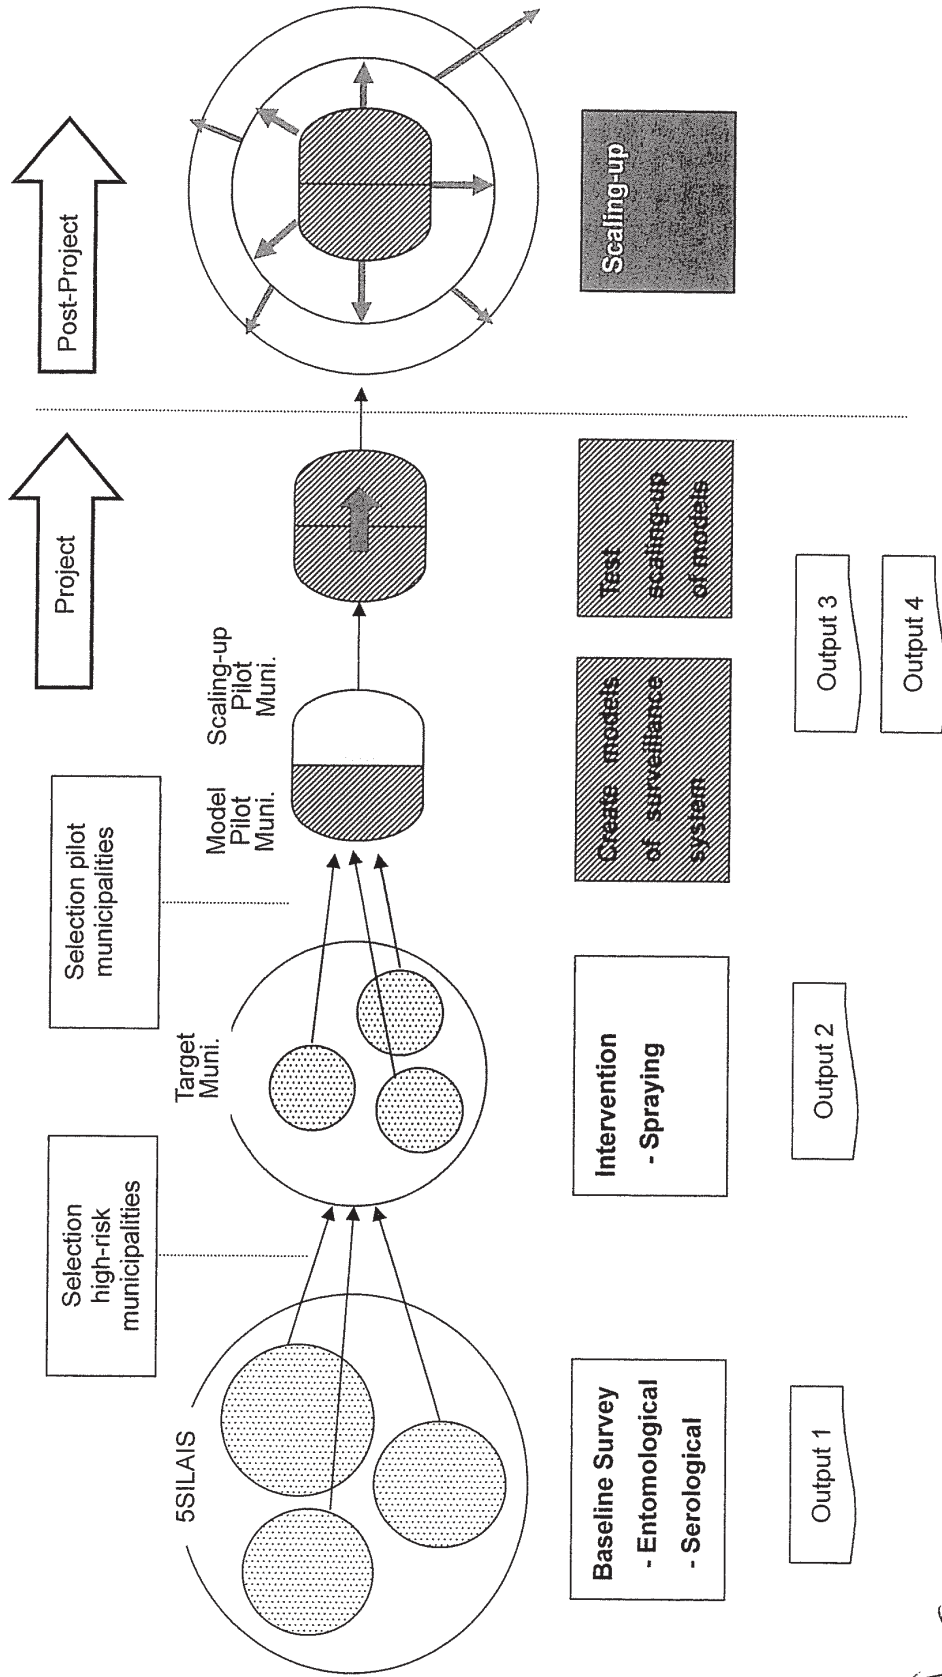 Project
Post-Project
Selection
high-risk
municipalities
Selection pilot
municipalities
5SILAIS
Target
Muni.
Model
Pilot
Muni.
Scaling-up
Pilot
Muni.
Baseline Survey
- Entomological
- Serological
Intervention
- Spraying
Create models
of surveillance
system
Test
scaling-up
of models
Scaling-up
Output 1
Output 2
Output 3
Output 4